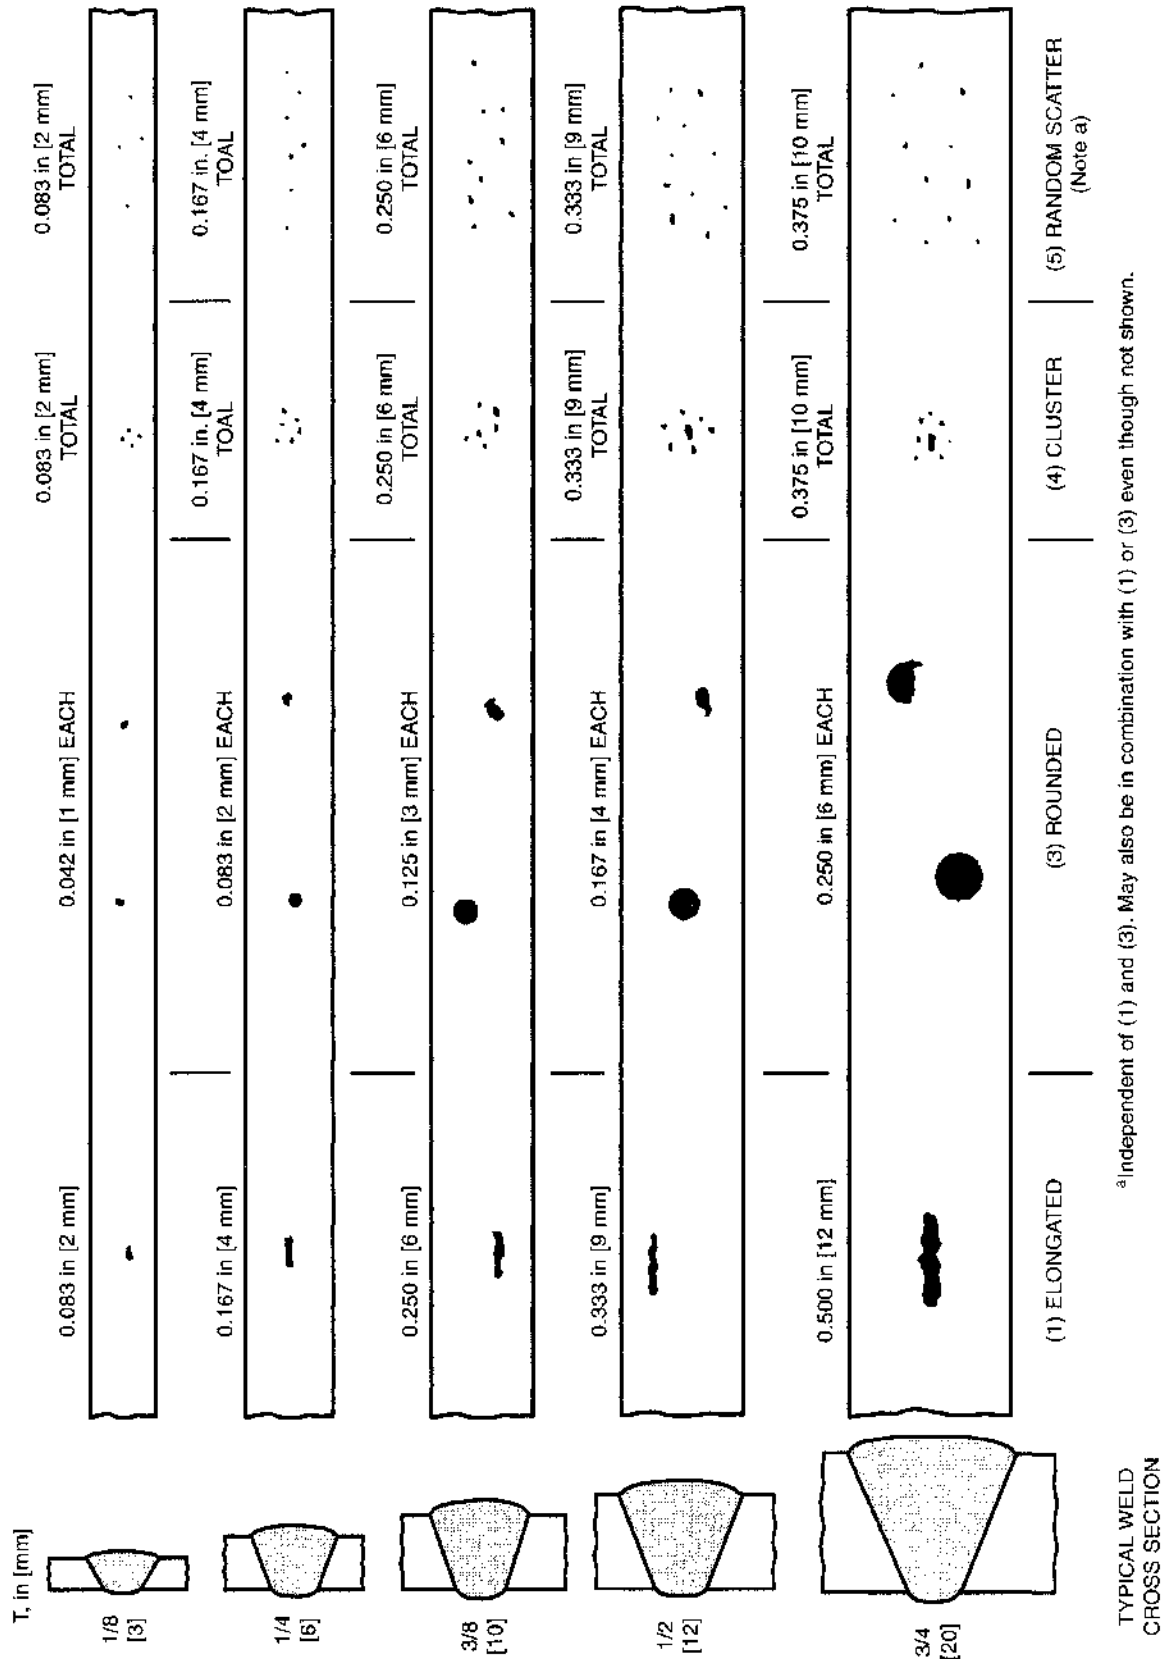 T, in [mm]
0.083 in [2 mm]
0.042 in [1 mm] EACH
0.083 in [2 mm]
TOTAL
0.083 in [2 mm]
TOTAL
1/8
[3]
0.167 in [4 mm]
0.083 in [2 mm] EACH
0.167 in. [4 mm]
TOAL
0.167 in. [4 mm]
TOAL
1/4
[6]
0.250 in [6 mm]
0.125 in [3 mm] EACH
0.250 in [6 mm]
TOTAL
0.250 in [6 mm]
TOTAL
3/8
[10]
0.333 in [9 mm]
0.167 in [4 mm] EACH
0.333 in [9 mm]
TOTAL
0.333 in [9 mm]
TOTAL
1/2
[12]
0.500 in [12 mm]
0.250 in [6 mm] EACH
0.375 in [10 mm]
TOTAL
0.375 in [10 mm]
TOTAL
3/4
[20]
TYPICAL WELD
CROSS SECTION
(1) ELONGATED
(3) ROUNDED
(4) CLUSTER
(5) RANDOM SCATTER
(Note a)
a Independent of (1) and (3). May also be in combination with (1) or (3) even though not shown.